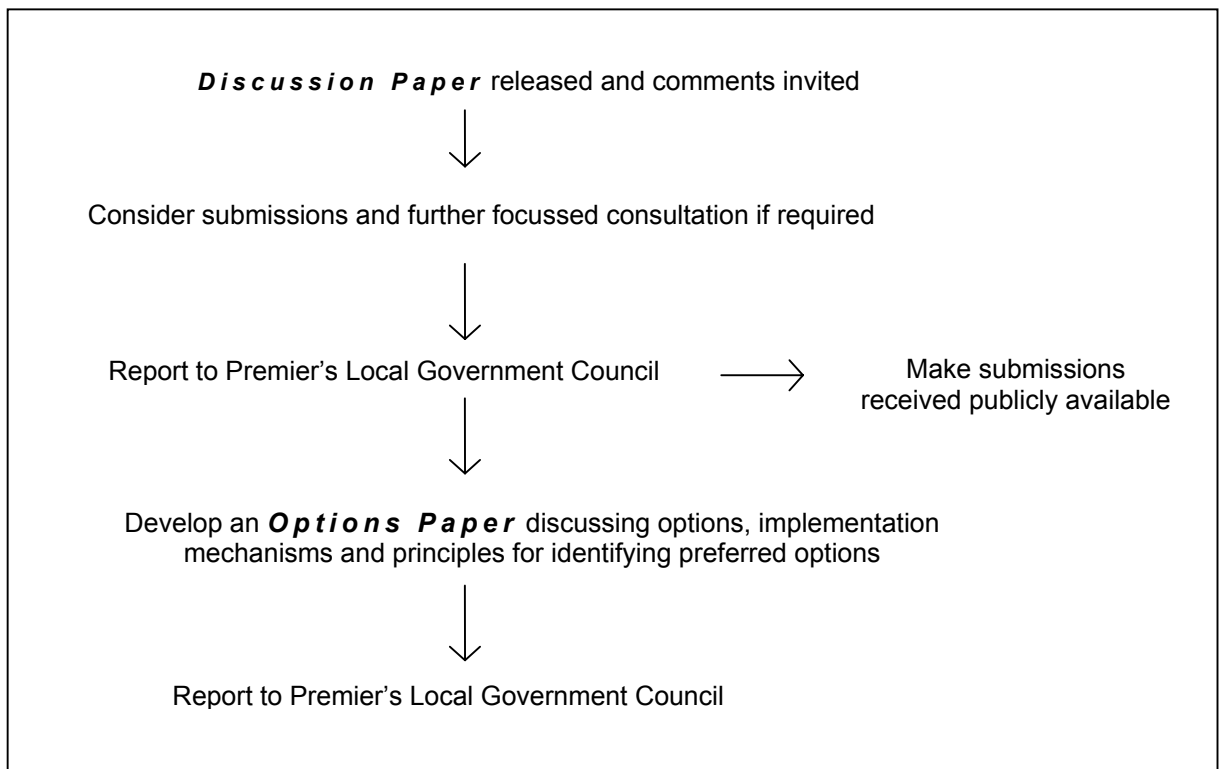 Discussion Paper released and comments invited
Consider submissions and further focussed consultation if required
Report to Premier’s Local Government Council
Make submissions
received publicly available
Develop an Options Paper discussing options, implementation
mechanisms and principles for identifying preferred options
Report to Premier’s Local Government Council